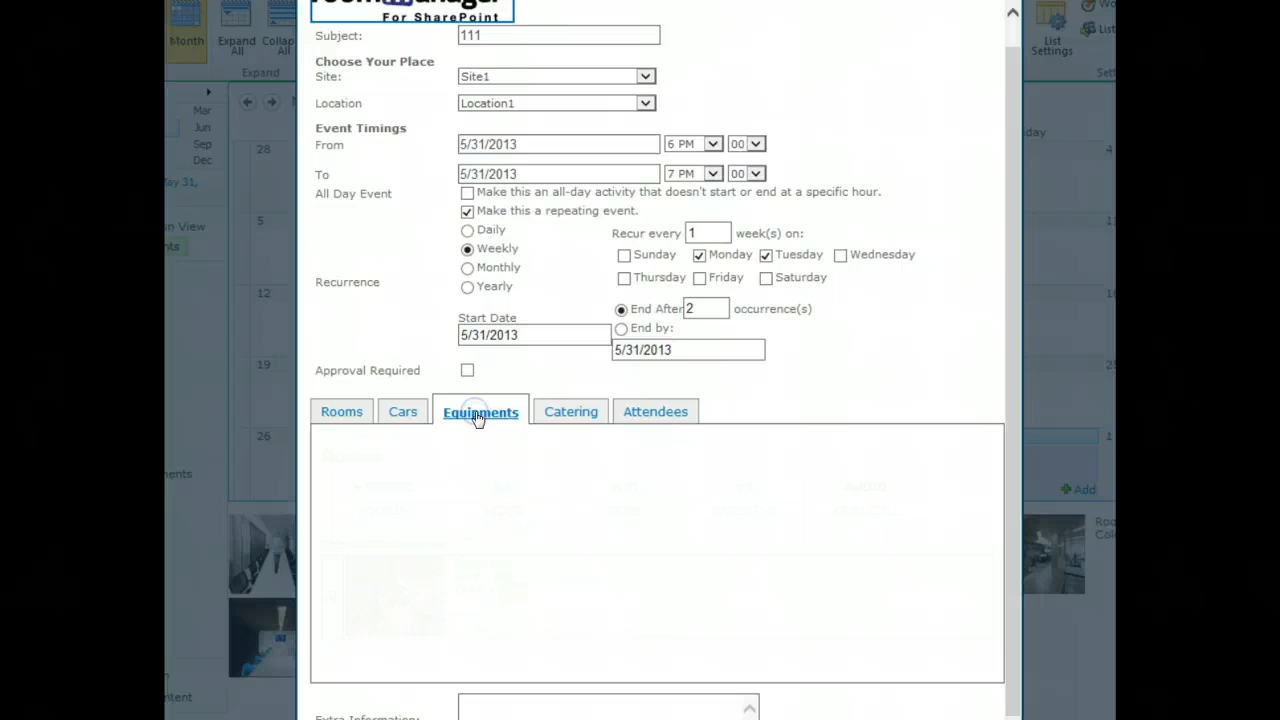 Month
Expand
All
Collap
All
Expand
List
Settings
For SharePoint
Subject:
111
Choose Your Place
Site:
Site1
Location
Location1
Event Timings
From
5/31/2013
6 PM
00
To
5/31/2013
7 PM
00
All Day Event
Make this an all-day activity that doesn't start or end at a specific hour.
Make this a repeating event.
Daily
Weekly
Monthly
Yearly
Recurrence
Recur every 1 week(s) on:
Sunday Monday Tuesday Wednesday
Thursday Friday Saturday
Start Date
5/31/2013
End After 2 occurrence(s)
End by:
5/31/2013
Approval Required
Rooms
Cars
Equipments
Catering
Attendees
Extra Information:
Mar
Jun
Sep
Dec
28
5
12
19
26
Add